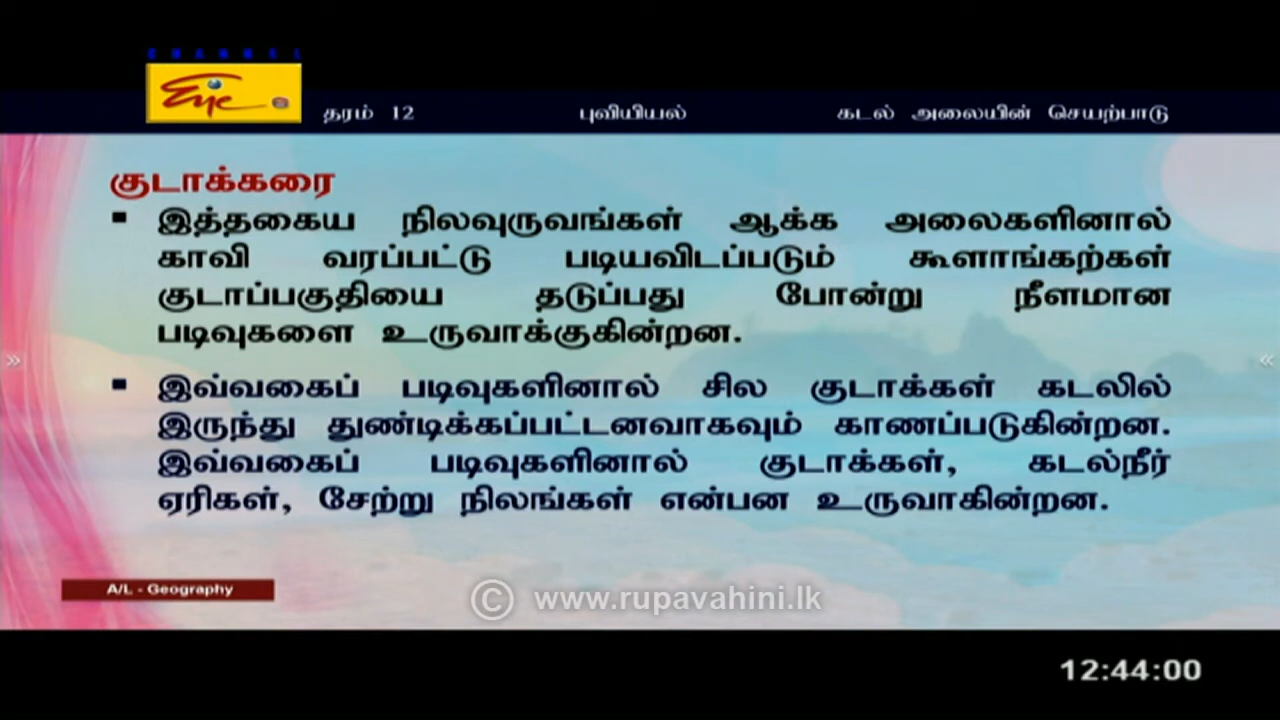 CHANNEL
Eye
தரம் 12 புவியியல் கடல் அலையின் செயற்பாடு
குடாக்கரை
▪ இத்தகைய நிலவுருவங்கள் ஆக்க அலைகளினால்
காவி வரப்பட்டு படியவிடப்படும் கூளாங்கற்கள்
குடாப்பகுதியை தடுப்பது போன்று நீளமான
படிவுகளை உருவாக்குகின்றன.
▪ இவ்வகைப் படிவுகளினால் சில குடாக்கள் கடலில்
இருந்து துண்டிக்கப்பட்டனவாகவும் காணப்படுகின்றன.
இவ்வகைப் படிவுகளினால் குடாக்கள், கடல்நீர்
ஏரிகள், சேற்று நிலங்கள் என்பன உருவாகின்றன.
A/L - Geography
© www.rupavahini.lk
12:44:00